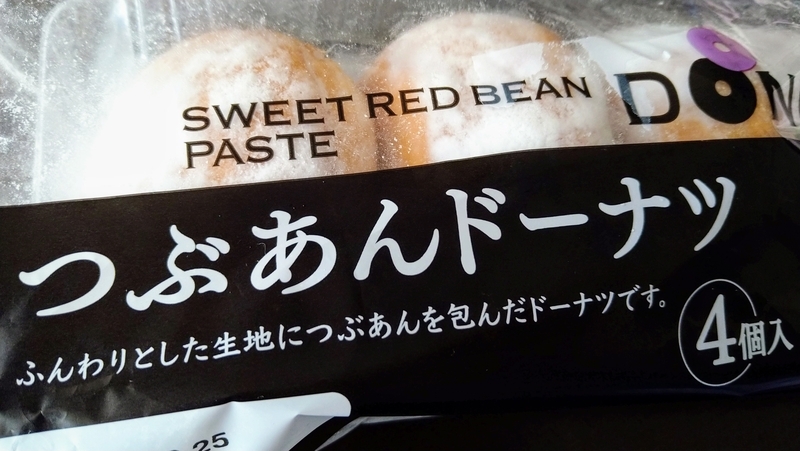 SWEET RED BEAN
PASTE
つぶあんドーナツ
ふんわりとした生地につぶあんを包んだドーナツです。
4個入
25